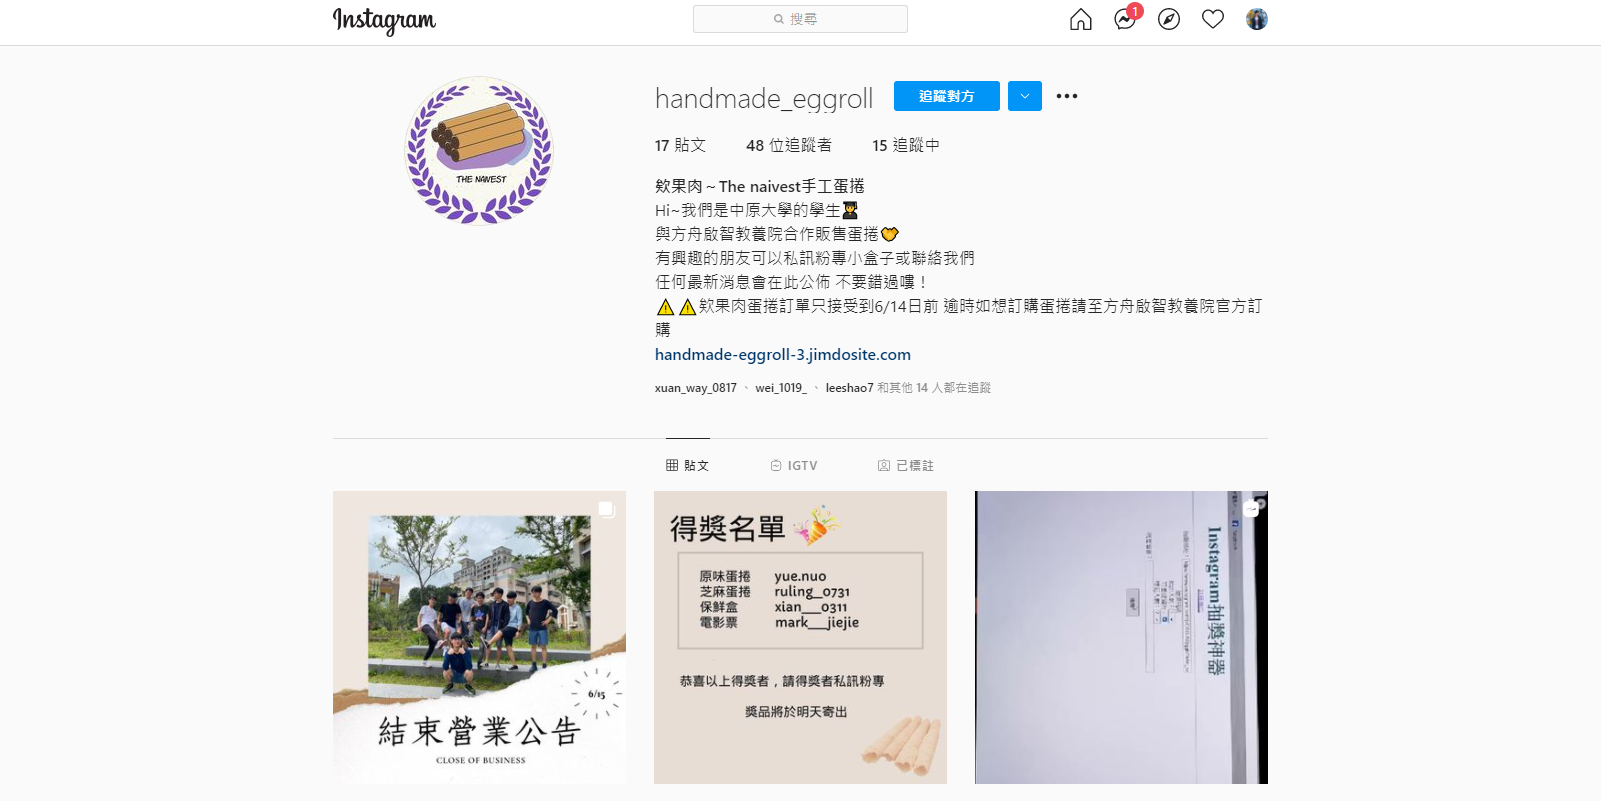 Instagram
搜尋
1
THE NAIVEST
handmade_eggroll
追蹤對方
17 貼文 48 位追蹤者 15 追蹤中
欸果肉～The naivest手工蛋捲
Hi~我們是中原大學的學生
與方舟啟智教養院合作販售蛋捲
有興趣的朋友可以私訊粉專小盒子或聯絡我們
任何最新消息會在此公佈 不要錯過嘍！
欸果肉蛋捲訂單只接受到6/14日前 逾時如想訂購蛋捲請至方舟啟智教養院官方訂
購
handmade-eggroll-3.jimdosite.com
xuan_way_0817、wei_1019_、leeshao7 和其他 14 人都在追蹤
貼文
IGTV
已標註
6/15
結束營業公告
CLOSE OF BUSINESS
得獎名單
原味蛋捲 yue.nuo
芝麻蛋捲 ruling__0731
保鮮盒 xian___0311
電影票 mark___jiejie
恭喜以上得獎者，請得獎者私訊粉專
獎品將於明天寄出
Instagram抽獎神器